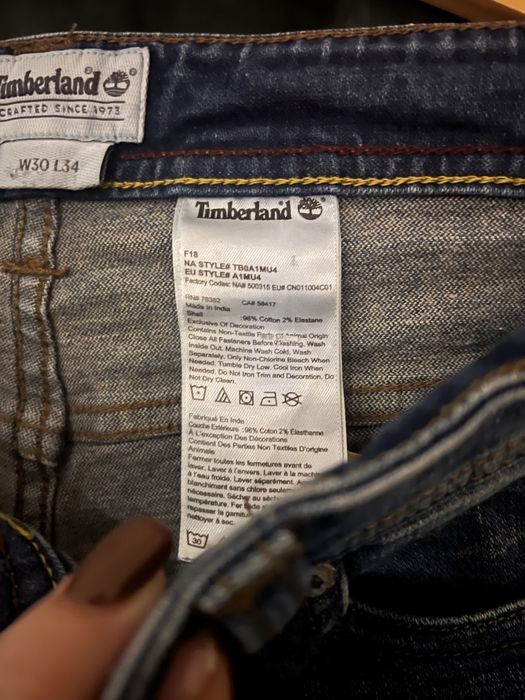 Timberland
CRAFTED SINCE 1973
W30 L34
Timberland
F18
NA STYLE# TB0A1MU4
EU STYLE# A1MU4
Factory Codes: NA# 500315 EU# CN011004C01
RN# 76382 CA# 58417
Made in India
Shell :98% Cotton 2% Elastane
Exclusive Of Decoration
Contains Non-Textile Parts of Animal Origin
Close All Fasteners Before Washing. Wash
Inside Out. Machine Wash Cold. Wash
Separately. Only Non-Chlorine Bleach When
Needed. Tumble Dry Low. Cool Iron When
Needed. Do Not Iron Trim and Decoration. Do
Not Dry Clean.
Fabriqué En Inde
Couche Extérieure :98% Coton 2% Élasthanne
À L'exception Des Décorations
Contient Des Parties Non Textiles D'origine
Animale
Fermer toutes les fermetures avant de
laver. Laver à l'envers. Laver à la
à l'eau froide. Laver séparément.
blanchiment sans chlore
nécessaire. Sécher au
température. Fer
repasser la
nettoyer à sec.
30